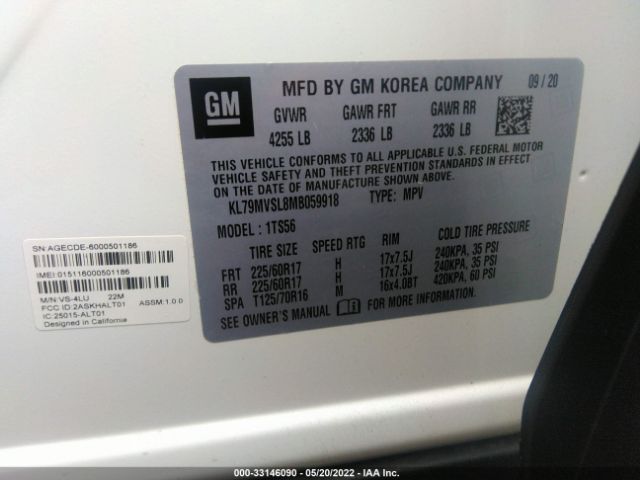 GM
MFD BY GM KOREA COMPANY 09/20
GVWR GAWR FRT GAWR RR
4255 LB 2336 LB 2336 LB
THIS VEHICLE CONFORMS TO ALL APPLICABLE U.S. FEDERAL MOTOR
VEHICLE SAFETY AND THEFT PREVENTION STANDARDS IN EFFECT
ON THE DATE OF MANUFACTURE SHOWN ABOVE.
KL79MVSL8MB059918 TYPE: MPV
MODEL : 1TS56
TIRE SIZE SPEED RTG RIM COLD TIRE PRESSURE
FRT 225/60R17 H 17x7.5J 240KPA, 35 PSI
RR 225/60R17 H 17x7.5J 240KPA, 35 PSI
SPA T125/70R16 M 16x4.0BT 420KPA, 60 PSI
SEE OWNER'S MANUAL FOR MORE INFORMATION
SN:AGECDE-6000501186
IMEI:015116000501186
M/N:VS-4LU 22M
FCC ID:2ASKHALT01 ASSM:1.0.0
IC:25015-ALT01
Designed in California
000-33146090 - 05/20/2022 - IAA Inc.